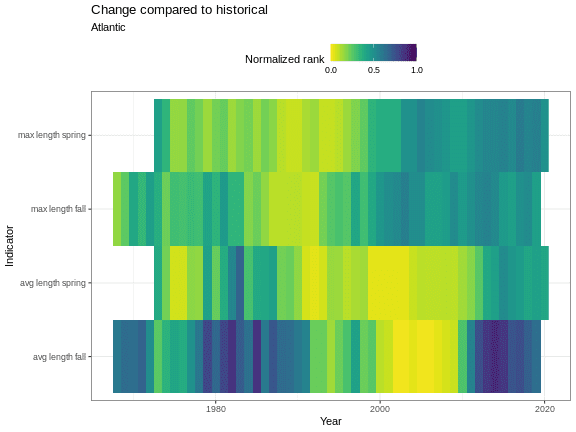 Change compared to historical
Atlantic
Normalized rank
0.0 0.5 1.0
max length spring
max length fall
avg length spring
avg length fall
Indicator
1980 2000 2020
Year